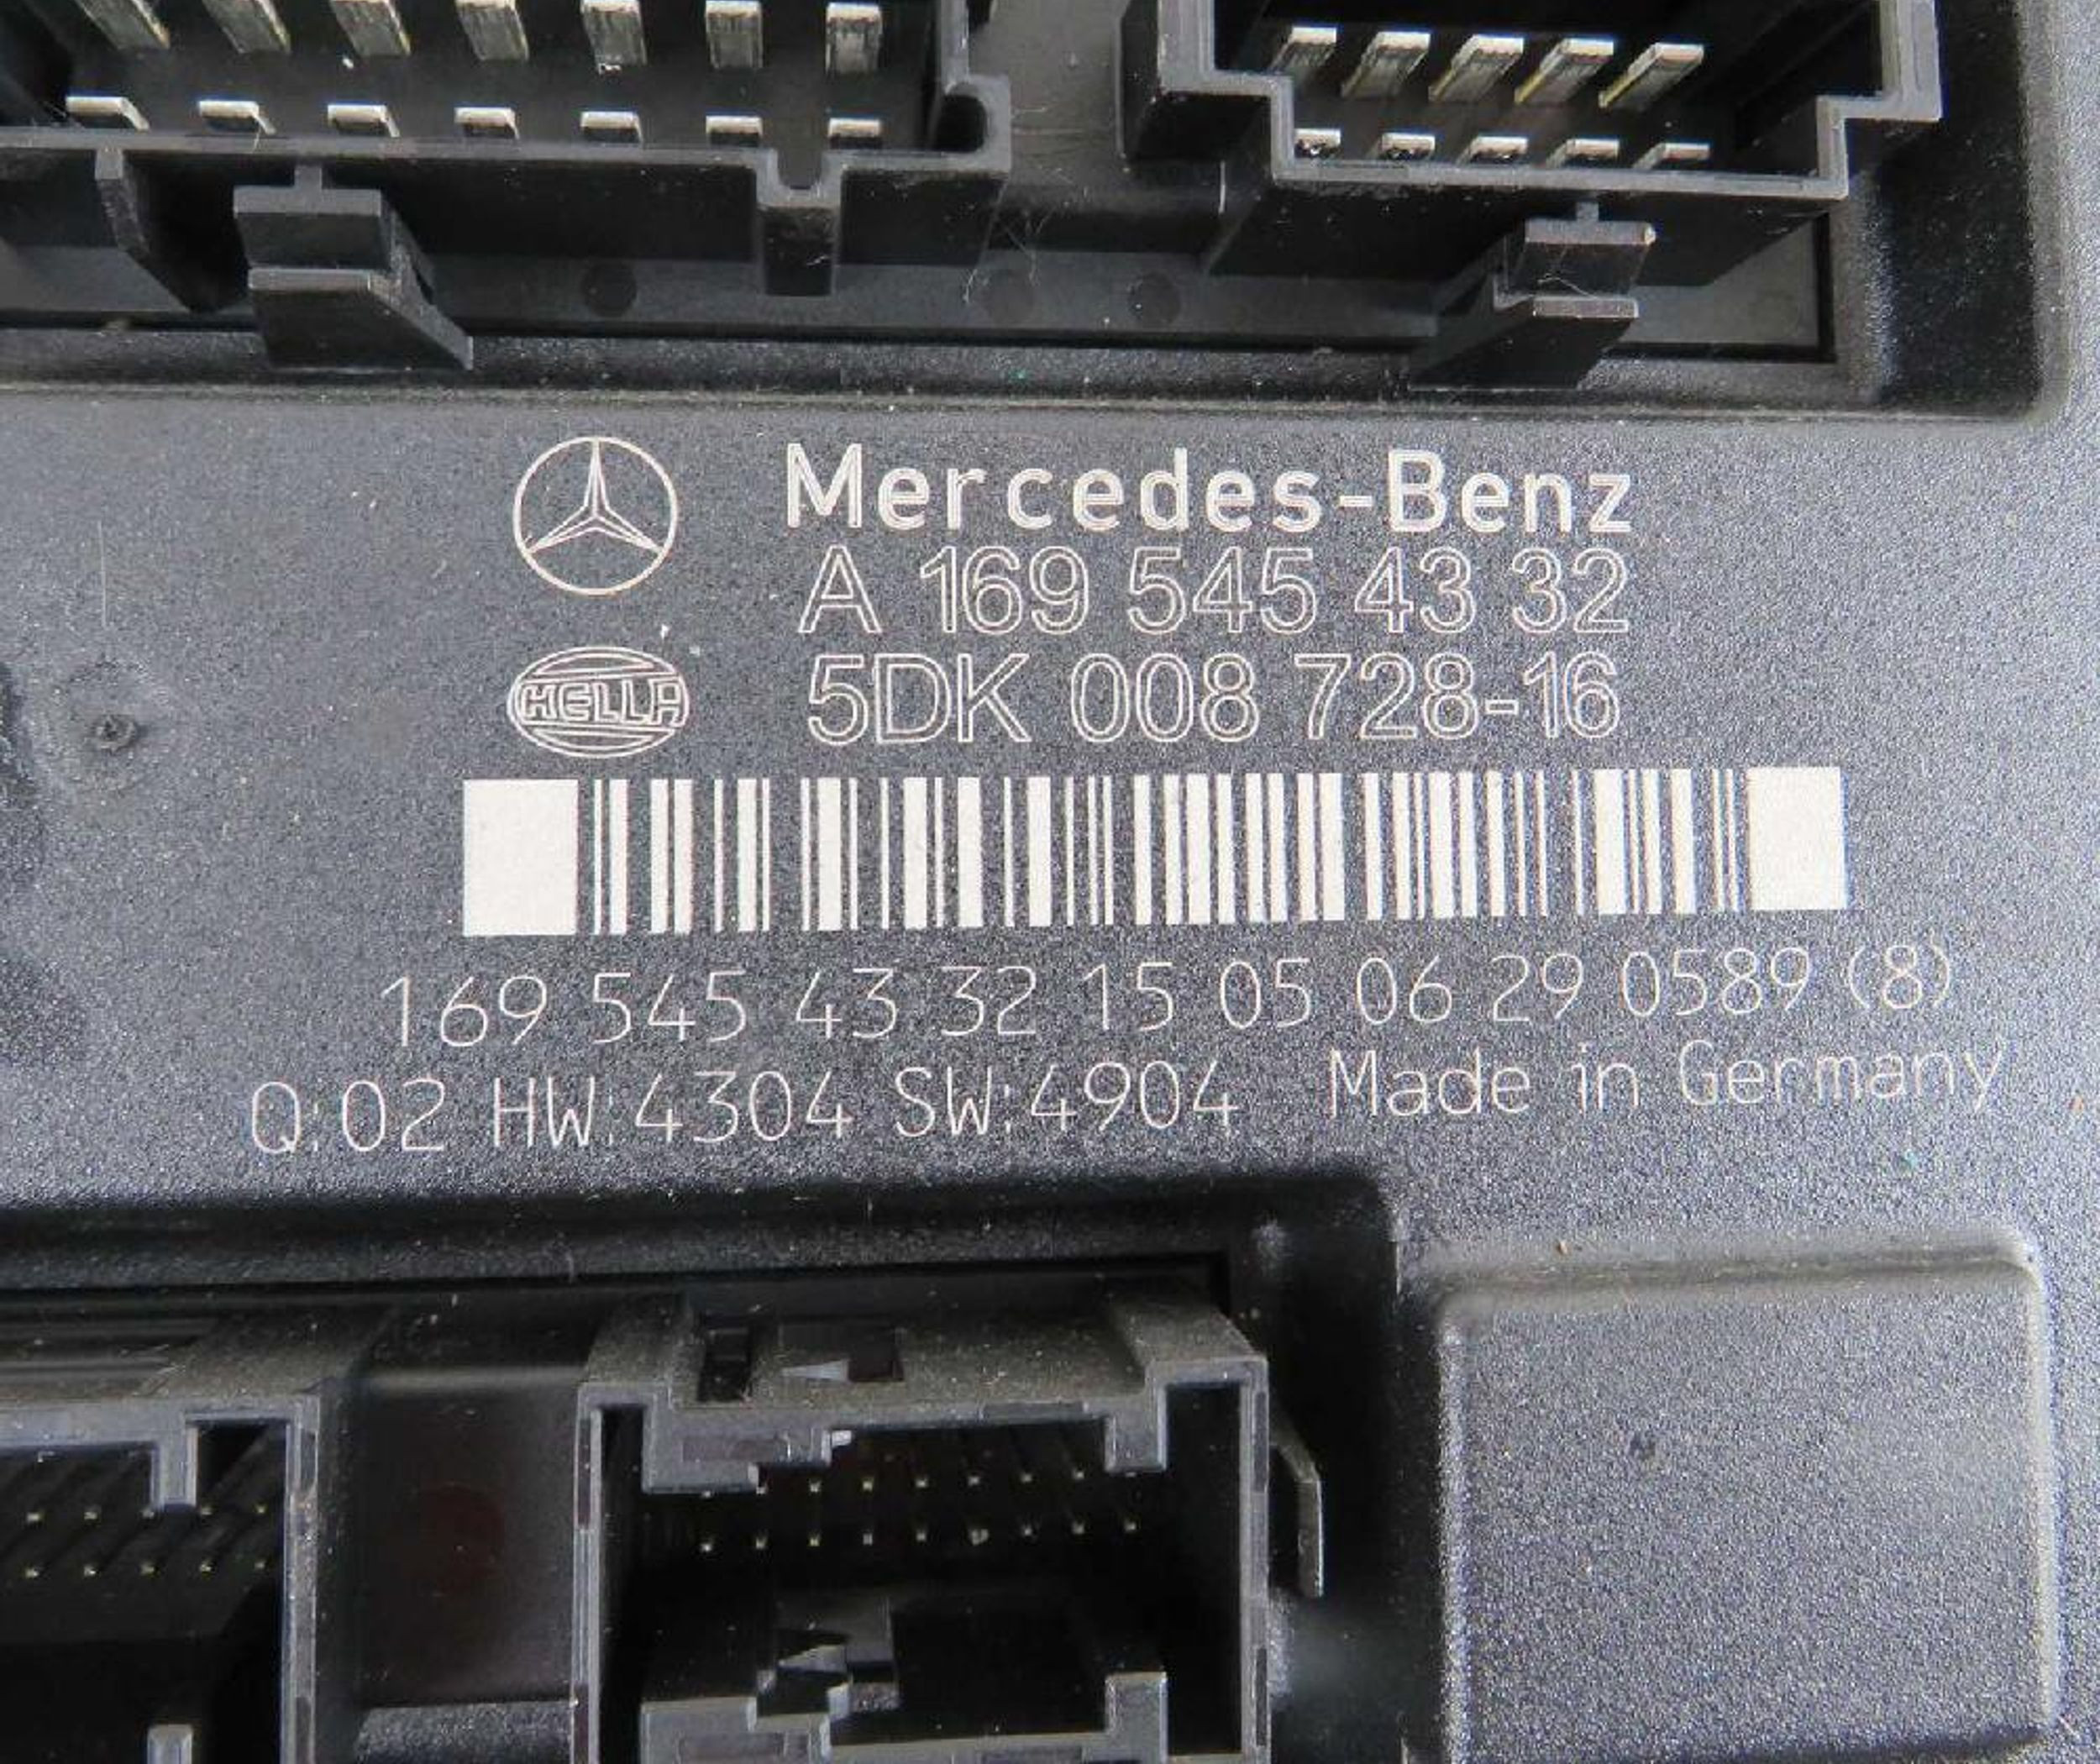 Mercedes-Benz
A 169 545 43 32
HELLA
5DK 008 728-16
169 545 43 32 15 05 06 29 0589 (8)
Q:02 HW:4304 SW:4904 Made in Germany